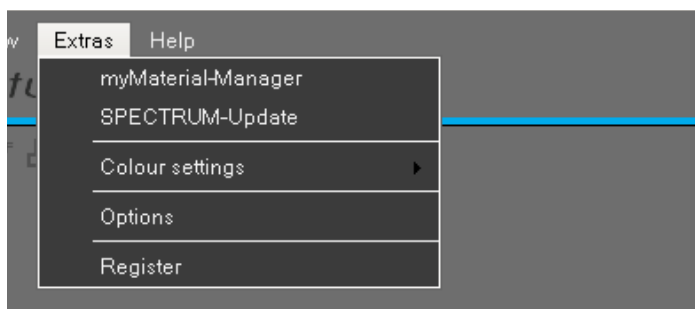 Extras Help
myMaterial-Manager
SPECTRUM-Update
Colour settings
Options
Register